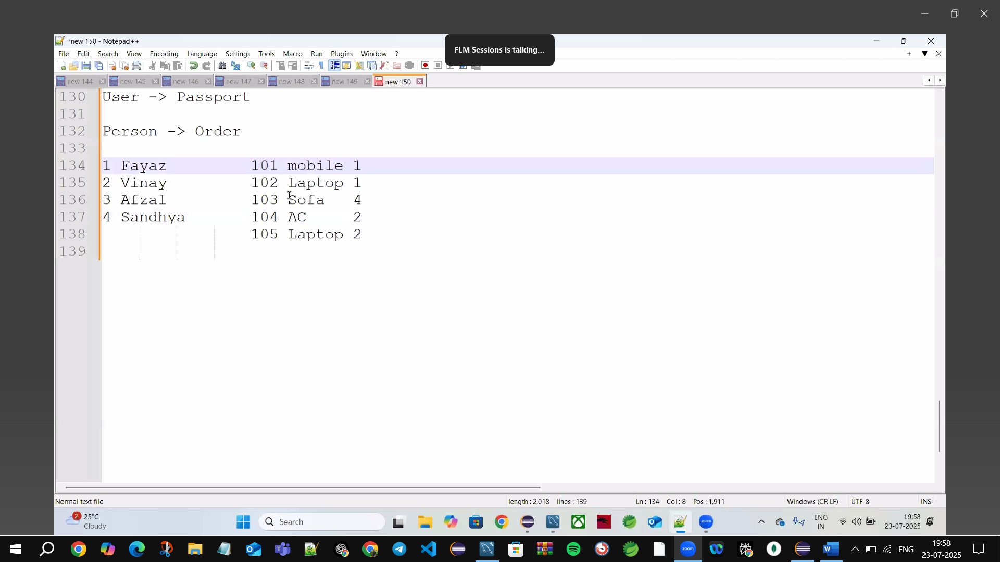 *new 150 - Notepad++
FLM Sessions is talking...
File Edit Search View Encoding Language Settings Tools Macro Run Plugins Window ?
new 144 new 145 new 146 new 147 new 148 new 149 new 150
130 User -> Passport
131
132 Person -> Order
133
134 1 Fayaz 101 mobile 1
135 2 Vinay 102 Laptop 1
136 3 Afzal 103 Sofa 4
137 4 Sandhya 104 AC 2
138 105 Laptop 2
139
Normal text file length : 2,018 lines : 139 Ln : 134 Col : 8 Pos : 1,911 Windows (CR LF) UTF-8 INS
2 25°C
Cloudy
Search
zoom
ENG
IN
19:58
23-07-2025
zoom
ENG
19:58
23-07-2025